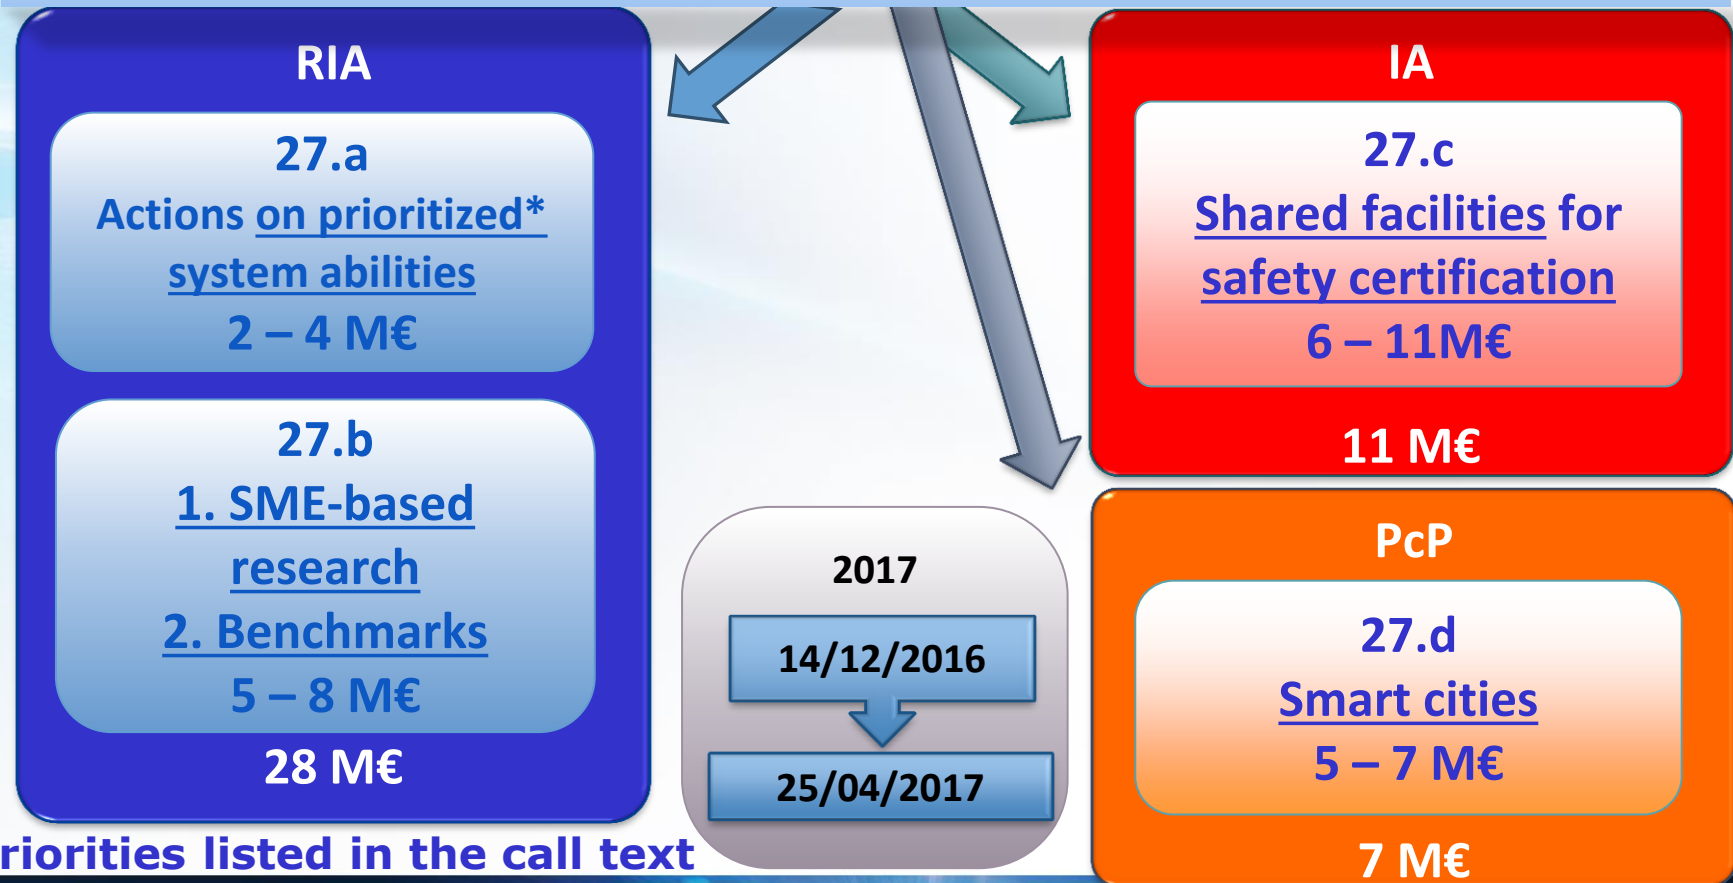 RIA
27.a
Actions on prioritized*
system abilities
2 – 4 M€
27.b
1. SME-based
research
2. Benchmarks
5 – 8 M€
28 M€
riorities listed in the call text
2017
14/12/2016
25/04/2017
IA
27.c
Shared facilities for
safety certification
6 – 11M€
11 M€
PcP
27.d
Smart cities
5 – 7 M€
7 M€